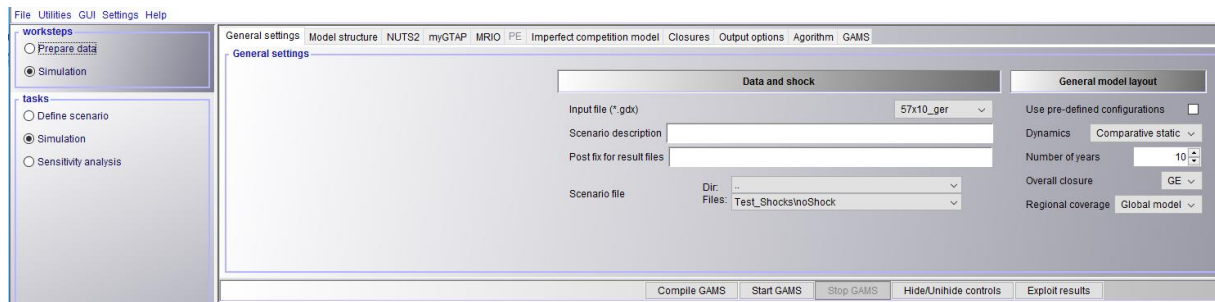 File Utilities GUI Settings Help
worksteps
Prepare data
Simulation
tasks
Define scenario
Simulation
Sensitivity analysis
General settings Model structure NUTS2 myGTAP MRIO PE Imperfect competition model Closures Output options Agorithm GAMS
General settings
Data and shock
Input file (*.gdx) 57x10_ger
Scenario description
Post fix for result files
Scenario file Dir: ..
Files: Test_Shocks\noShock
General model layout
Use pre-defined configurations
Dynamics Comparative static
Number of years 10
Overall closure GE
Regional coverage Global model
Compile GAMS Start GAMS Stop GAMS Hide/Unihide controls Exploit results